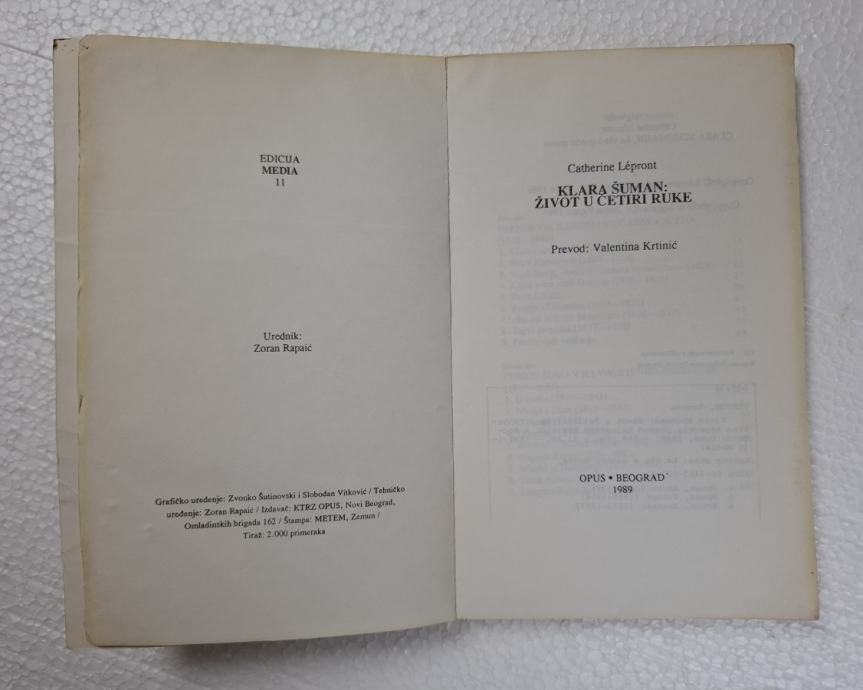 EDICIJA
MEDIA
11
Urednik:
Zoran Rapaić
Grafičko uređenje: Zvonko Šutinovski i Slobodan Vitković / Tehničko
uređenje: Zoran Rapaić / Izdavač: KTRZ OPUS, Novi Beograd,
Omladinskih brigada 162 / Štampa: METEM, Zemun /
Tiraž: 2.000 primeraka
Catherine Lépront
KLARA ŠUMAN:
ŽIVOT U ČETIRI RUKE
Prevod: Valentina Krtinić
OPUS • BEOGRAD
1989